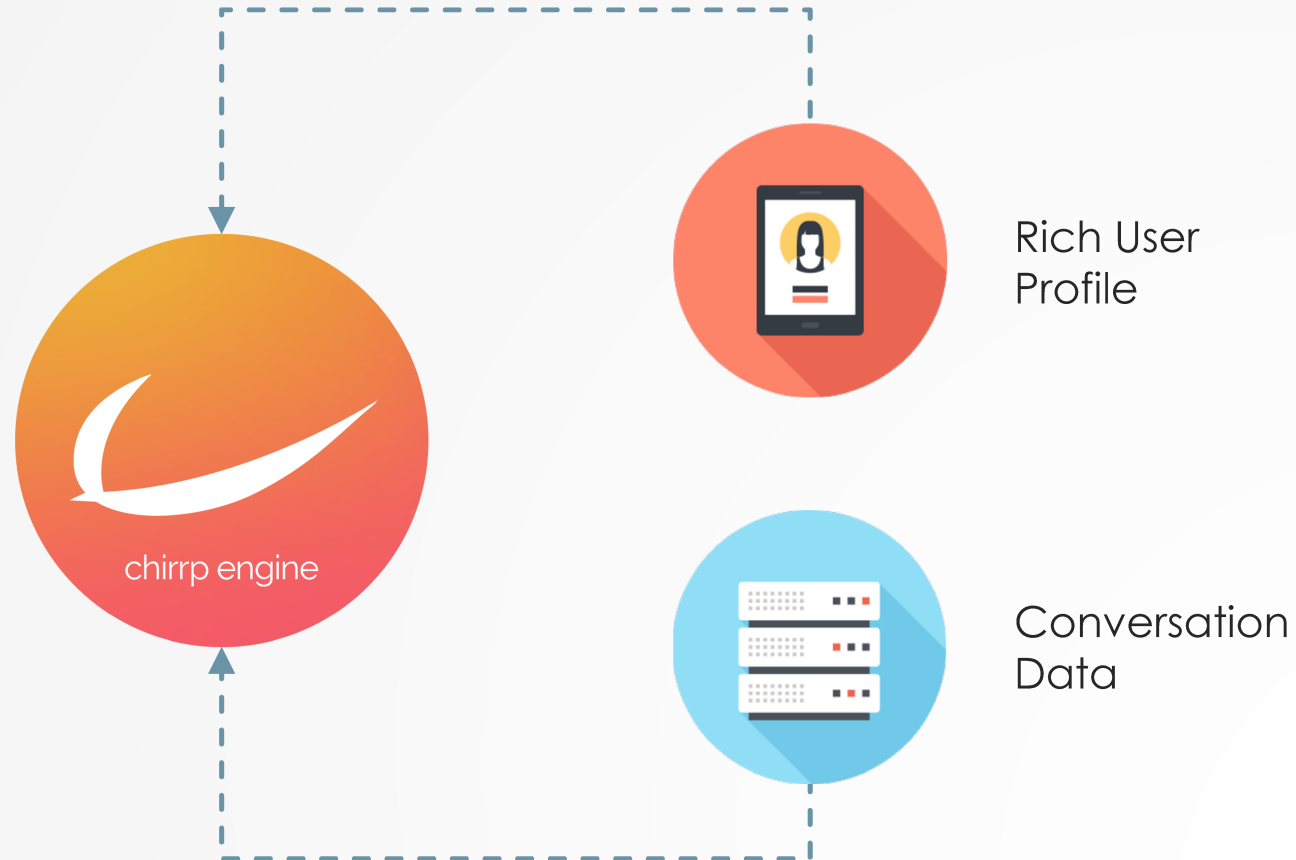 Rich User
Profile
chirrp engine
Conversation
Data